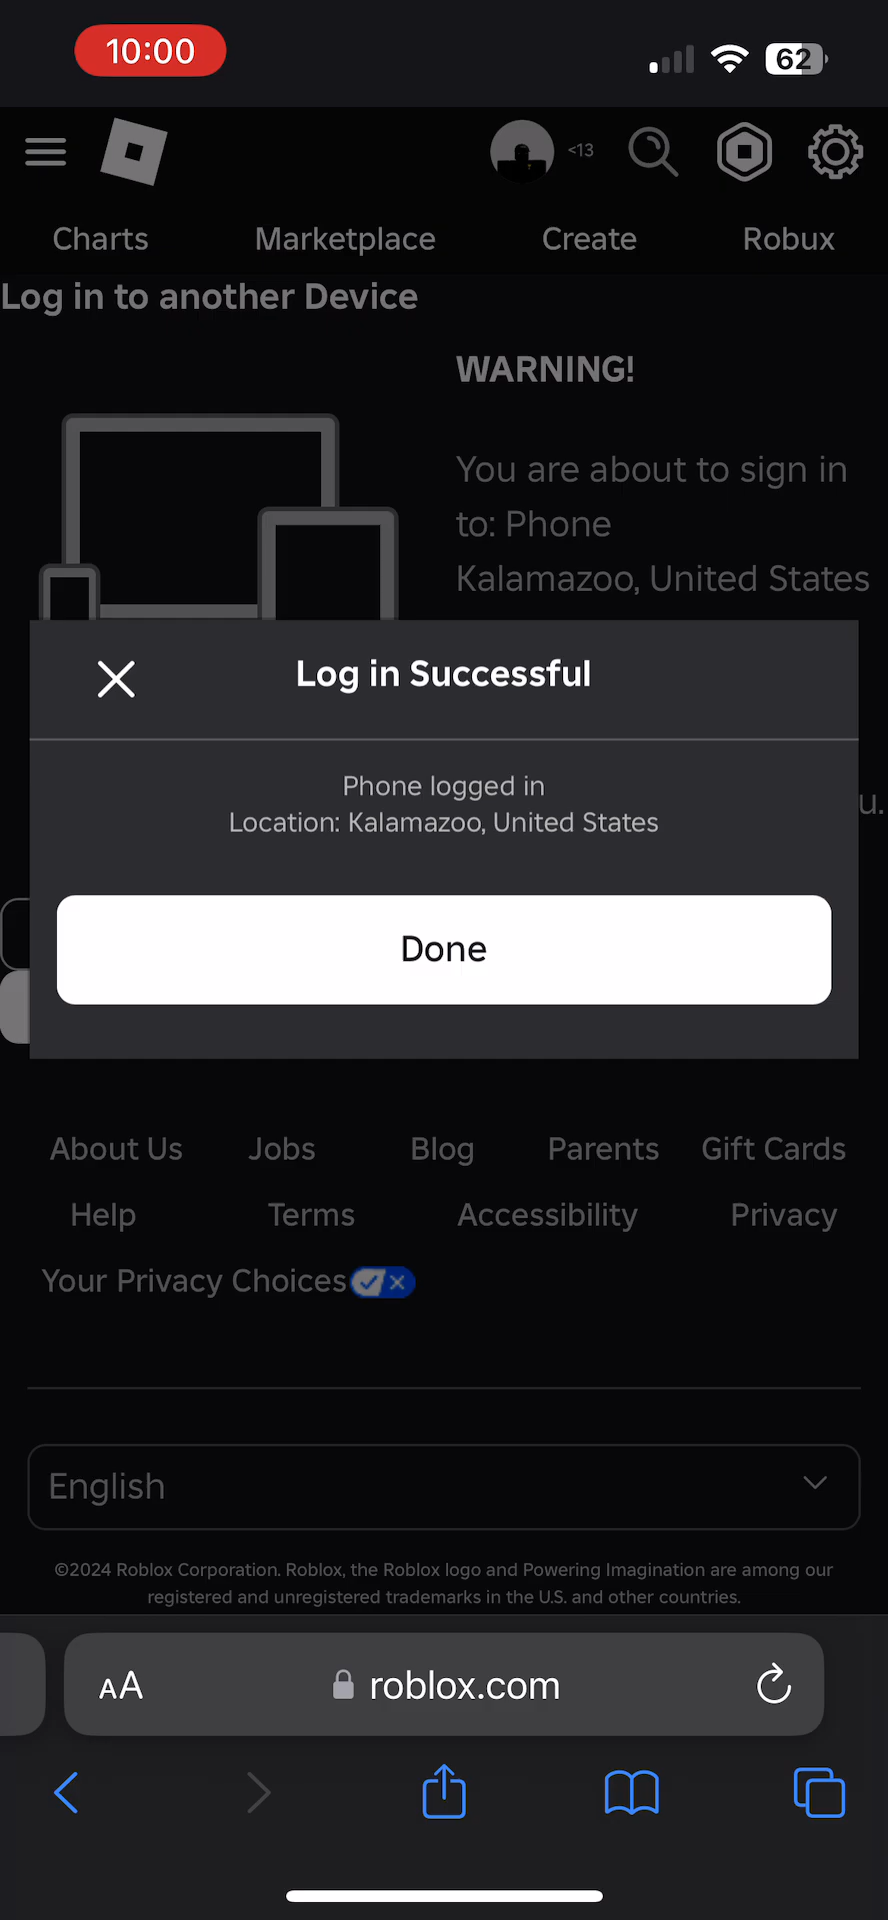 10:00
62
<13
Charts Marketplace Create Robux
Log in to another Device
WARNING!
You are about to sign in
to: Phone
Kalamazoo, United States
Log in Successful
Phone logged in
Location: Kalamazoo, United States
u.
Done
About Us Jobs Blog Parents Gift Cards
Help Terms Accessibility Privacy
Your Privacy Choices
English
©2024 Roblox Corporation. Roblox, the Roblox logo and Powering Imagination are among our
registered and unregistered trademarks in the U.S. and other countries.
AA roblox.com